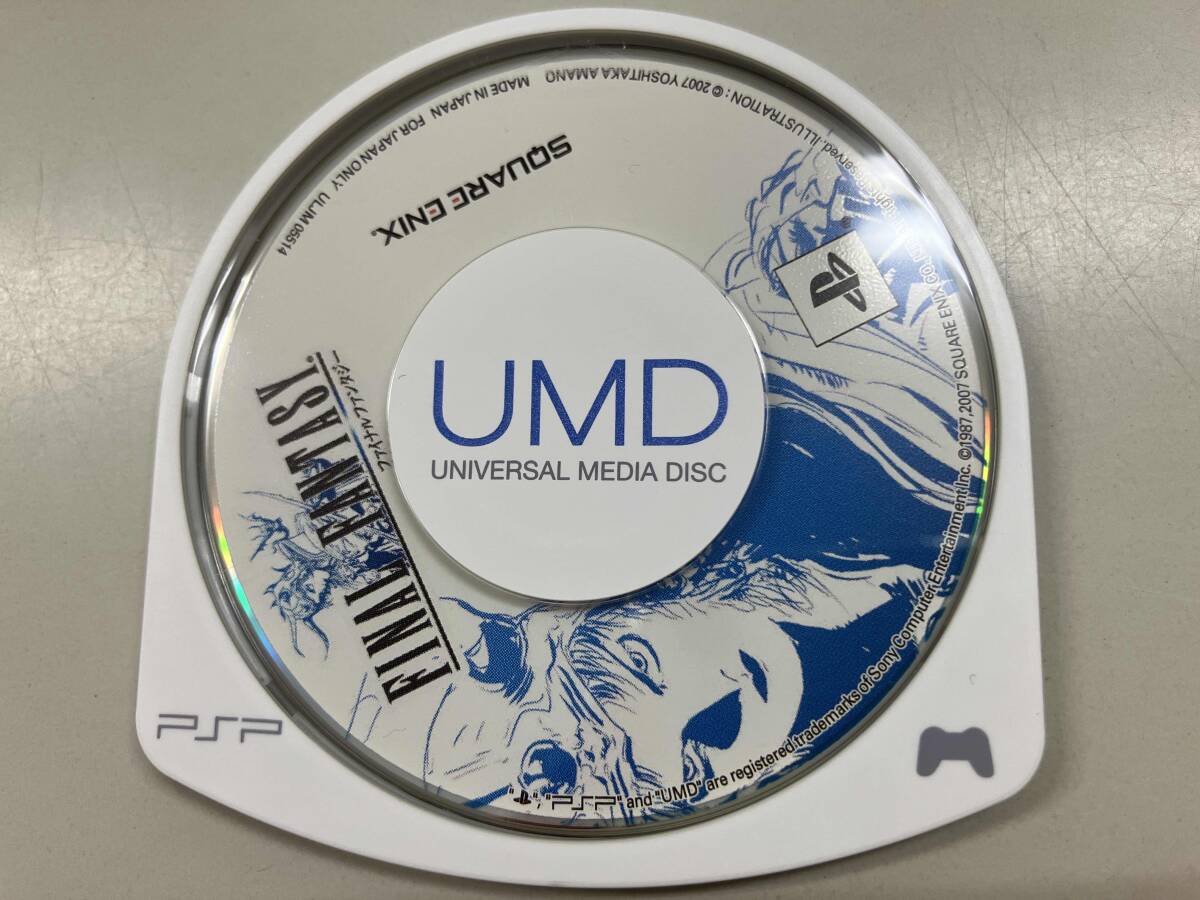 UMD
UNIVERSAL MEDIA DISC
SQUARE ENIX.
FINAL FANTASY.
ファイナルファンタジー
PSP
MADE IN JAPAN FOR JAPAN ONLY ULJM 05514
©1987,2007 SQUARE ENIX CO., reserved. ILLUSTRATION : © 2007 YOSHITAKA AMANO
"PSP" and "UMD" are registered trademarks of Sony Computer Entertainment Inc.